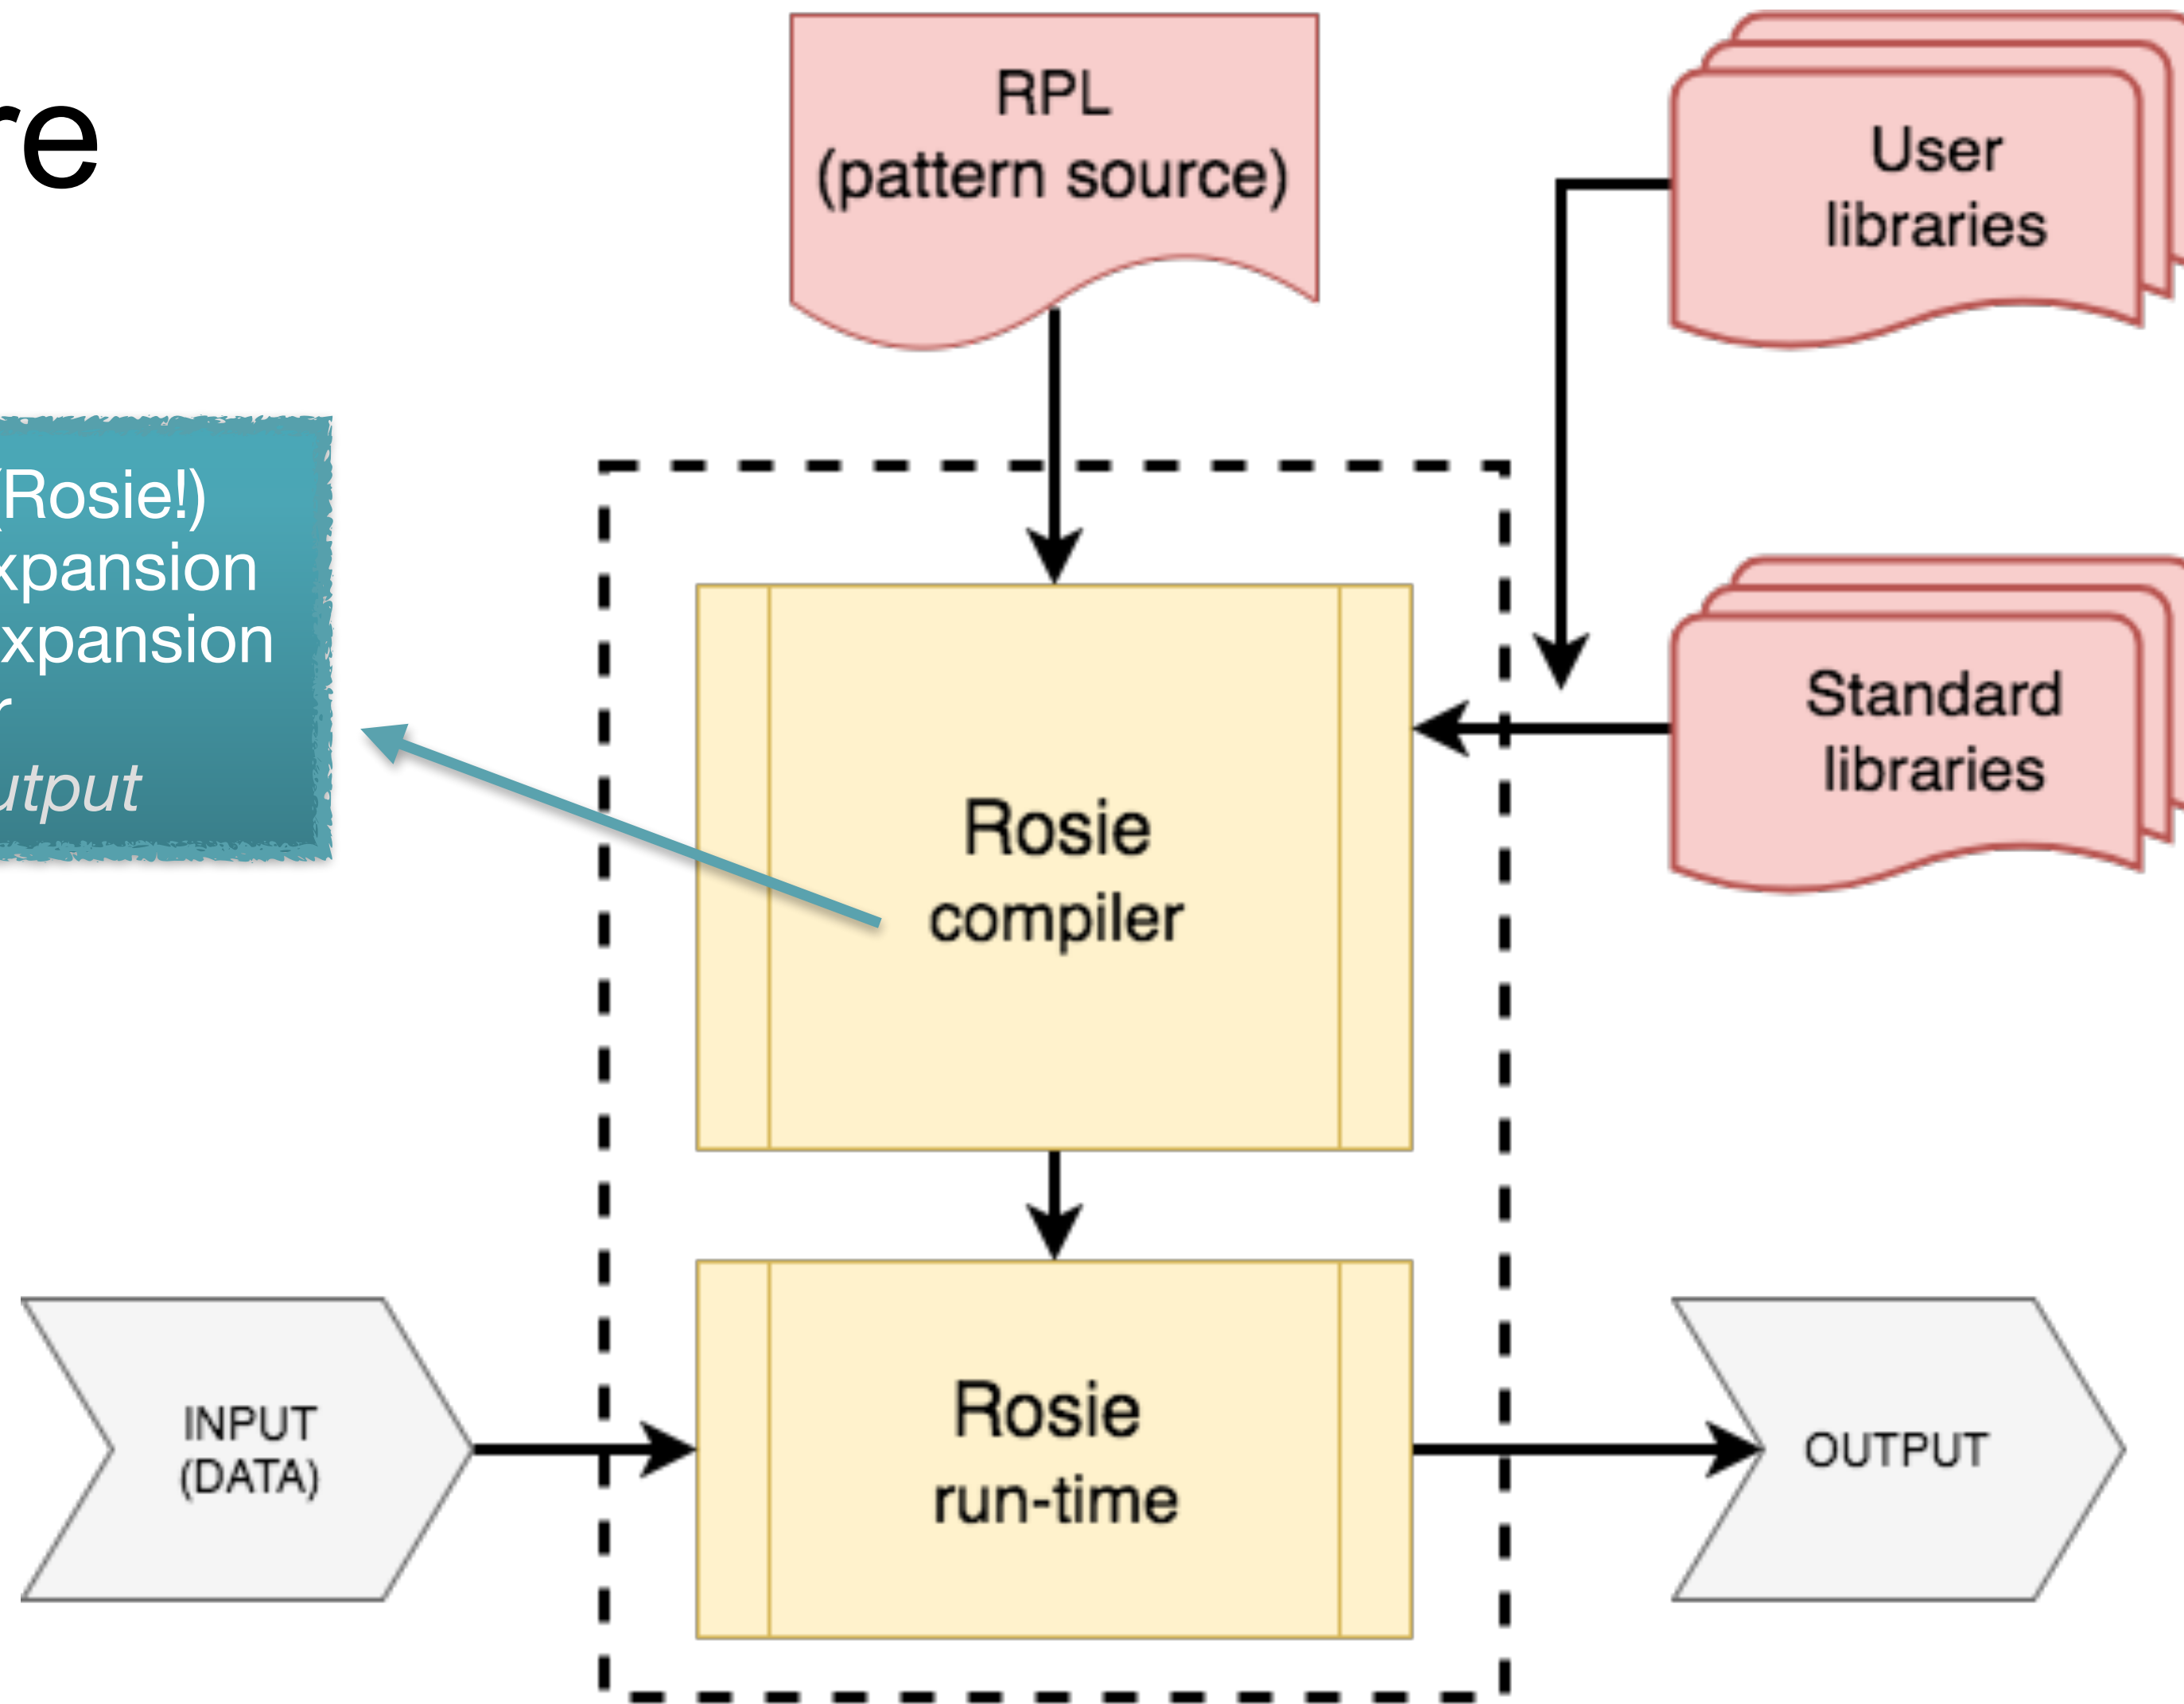 re
RPL
(pattern source)
User
libraries
(Rosie!)
xpansion
xpansion
r
utput
Standard
libraries
Rosie
compiler
Rosie
run-time
INPUT
(DATA)
OUTPUT